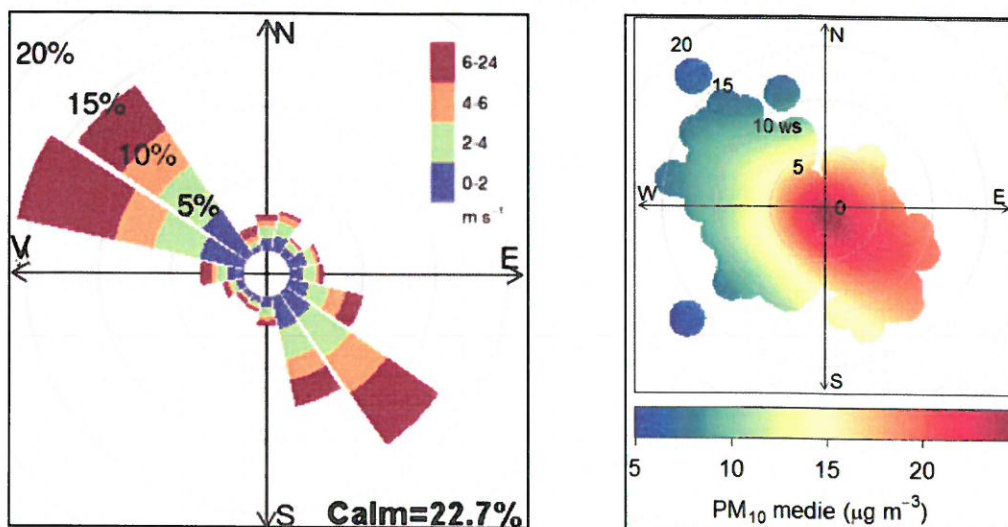 N
20%
15%
10%
5%
6-24
4-6
2-4
0-2
m s⁻¹
V
E
S
Calm=22.7%
N
20
15
10 ws
5
0
W
E
S
5
10
15
20
PM₁₀ medie (µg m⁻³)